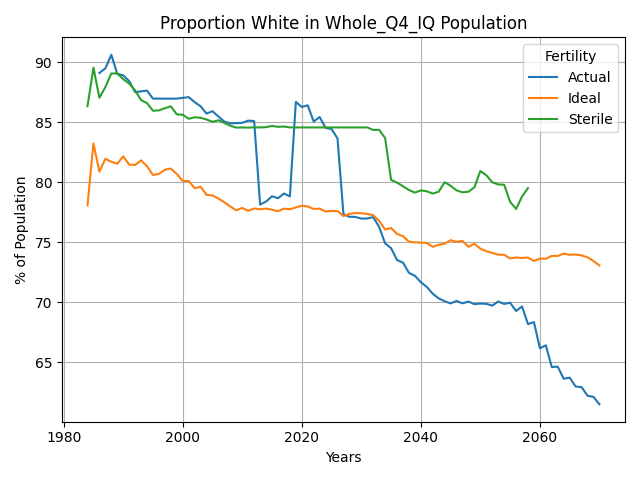 Proportion White in Whole_Q4_IQ Population
Fertility
Actual
Ideal
Sterile
% of Population
90
85
80
75
70
65
1980
2000
2020
2040
2060
Years